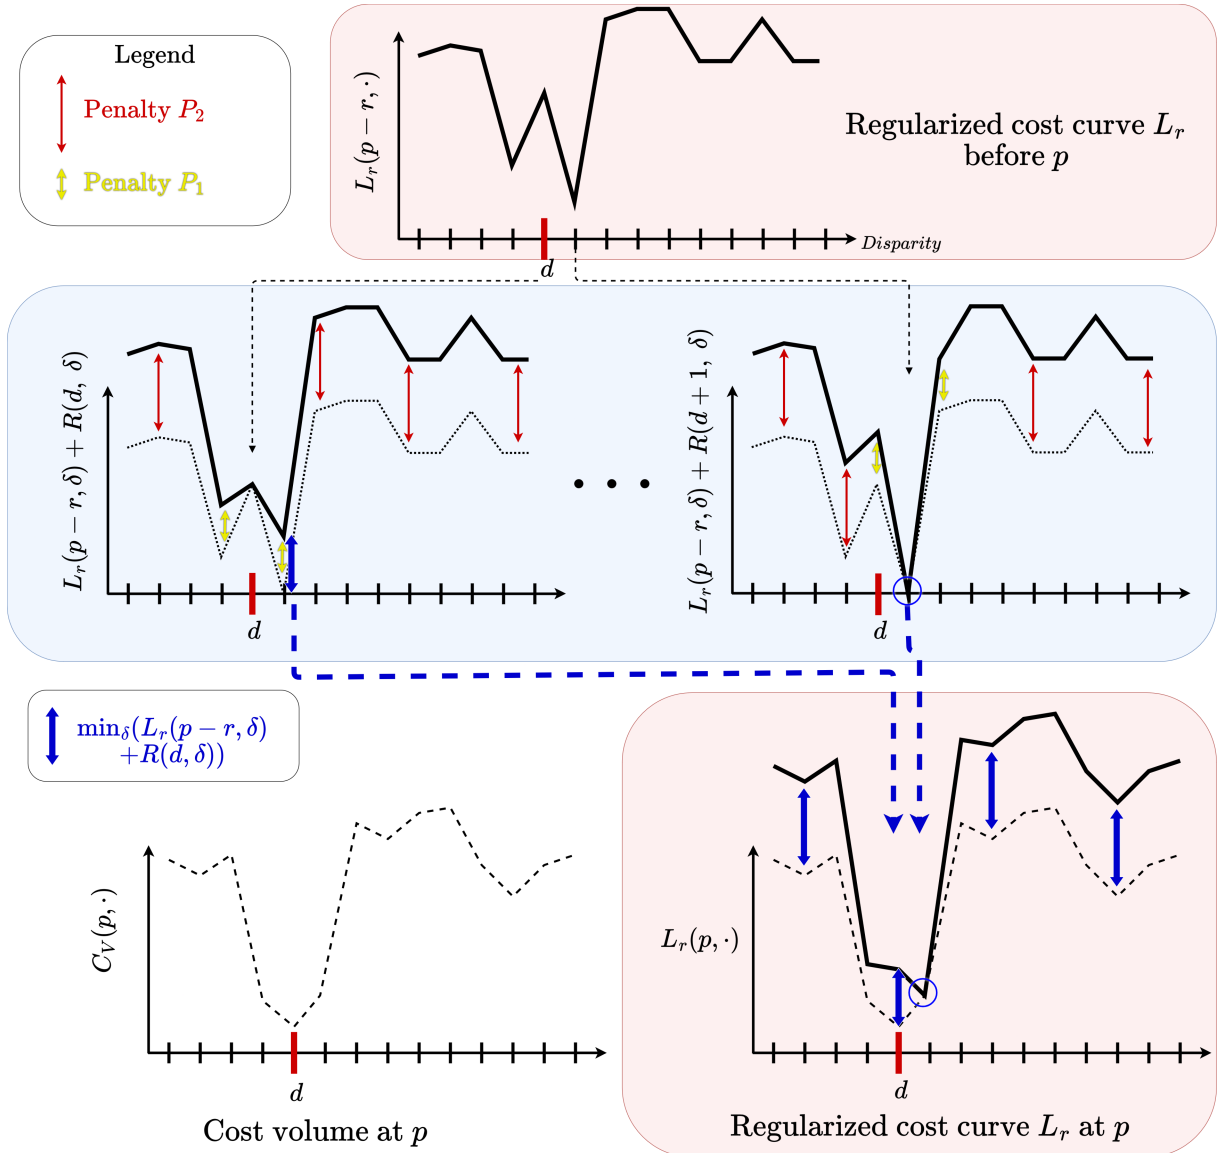 Legend
Penalty P₂
Penalty P₁
L_r(p − r, ·)
Regularized cost curve L_r
before p
Disparity
d
L_r(p − r, δ) + R(d, δ)
d
L_r(p − r, δ) + R(d + 1, δ)
d
min_δ(L_r(p − r, δ)
+R(d, δ))
C_V(p, ·)
d
Cost volume at p
L_r(p, ·)
d
Regularized cost curve L_r at p